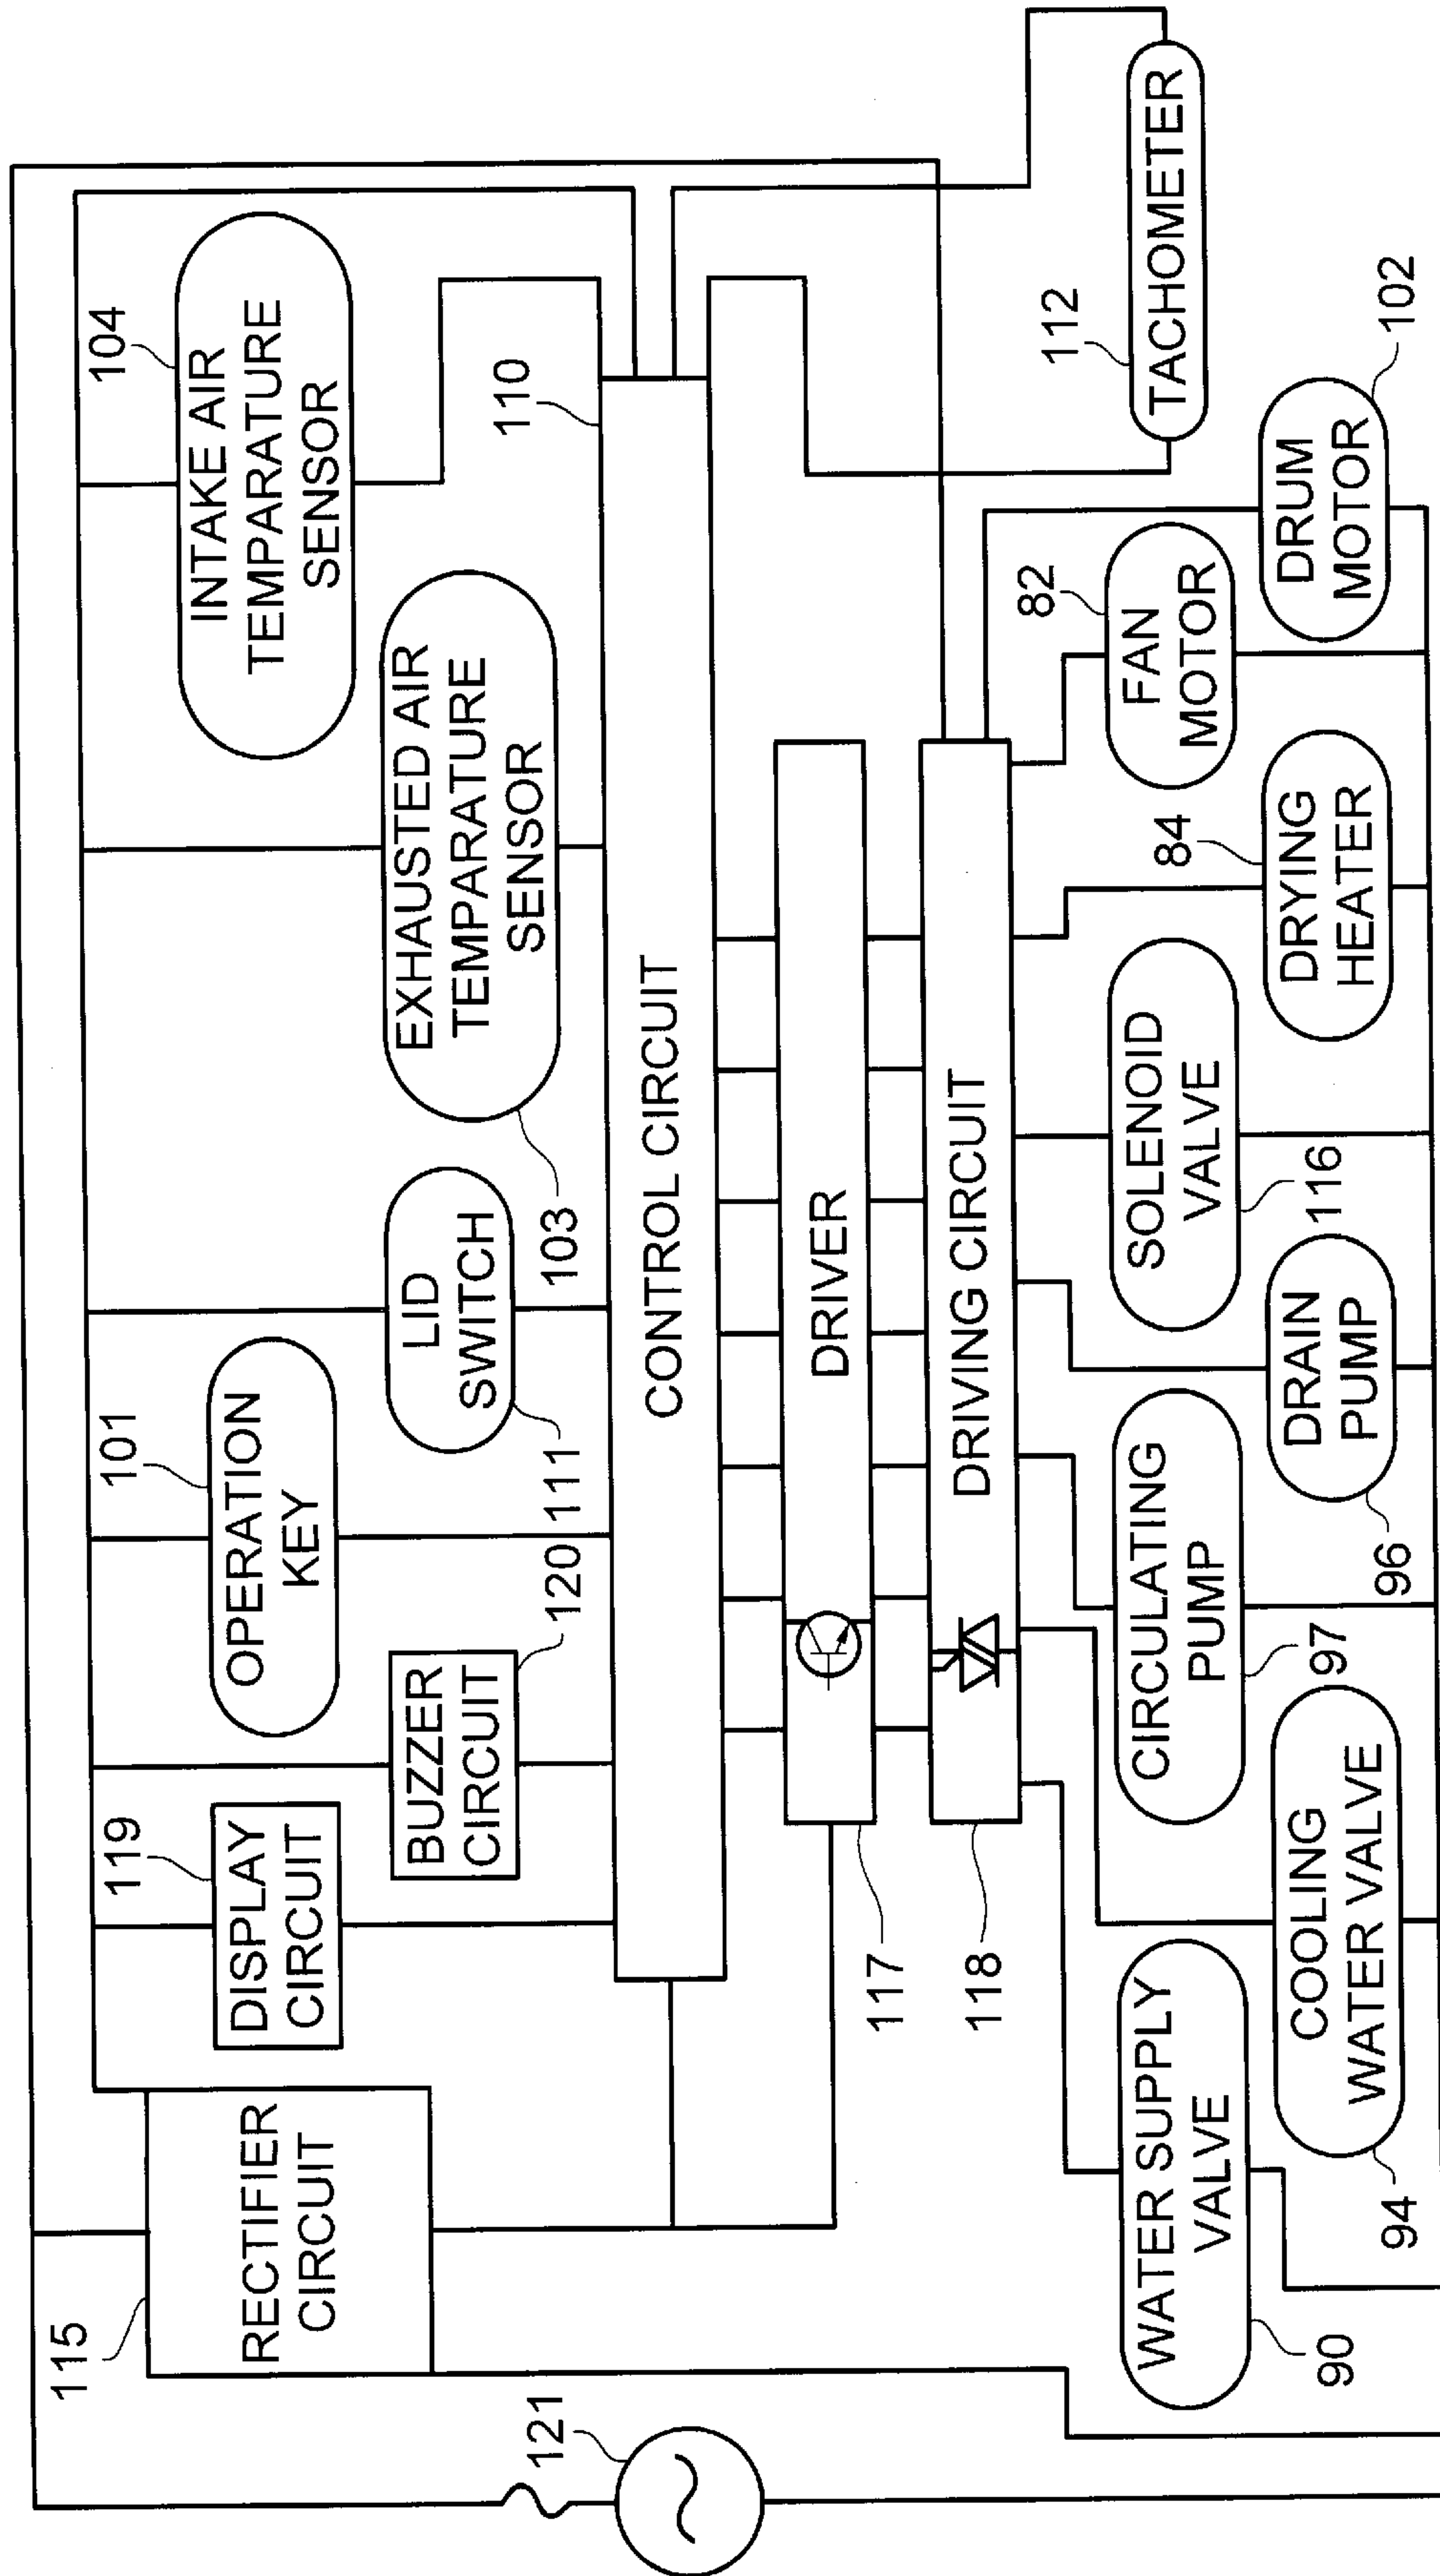 115
RECTIFIER
CIRCUIT
121
119
DISPLAY
CIRCUIT
BUZZER
CIRCUIT
120
101
OPERATION
KEY
LID
SWITCH
111
EXHAUSTED AIR
TEMPARATURE
SENSOR
103
104
INTAKE AIR
TEMPARATURE
SENSOR
110
CONTROL CIRCUIT
DRIVER
117
DRIVING CIRCUIT
118
WATER SUPPLY
VALVE
90
COOLING
WATER VALVE
94
CIRCULATING
PUMP
97
DRAIN
PUMP
96
SOLENOID
VALVE
116
84
DRYING
HEATER
82
FAN
MOTOR
DRUM
MOTOR
102
112
TACHOMETER